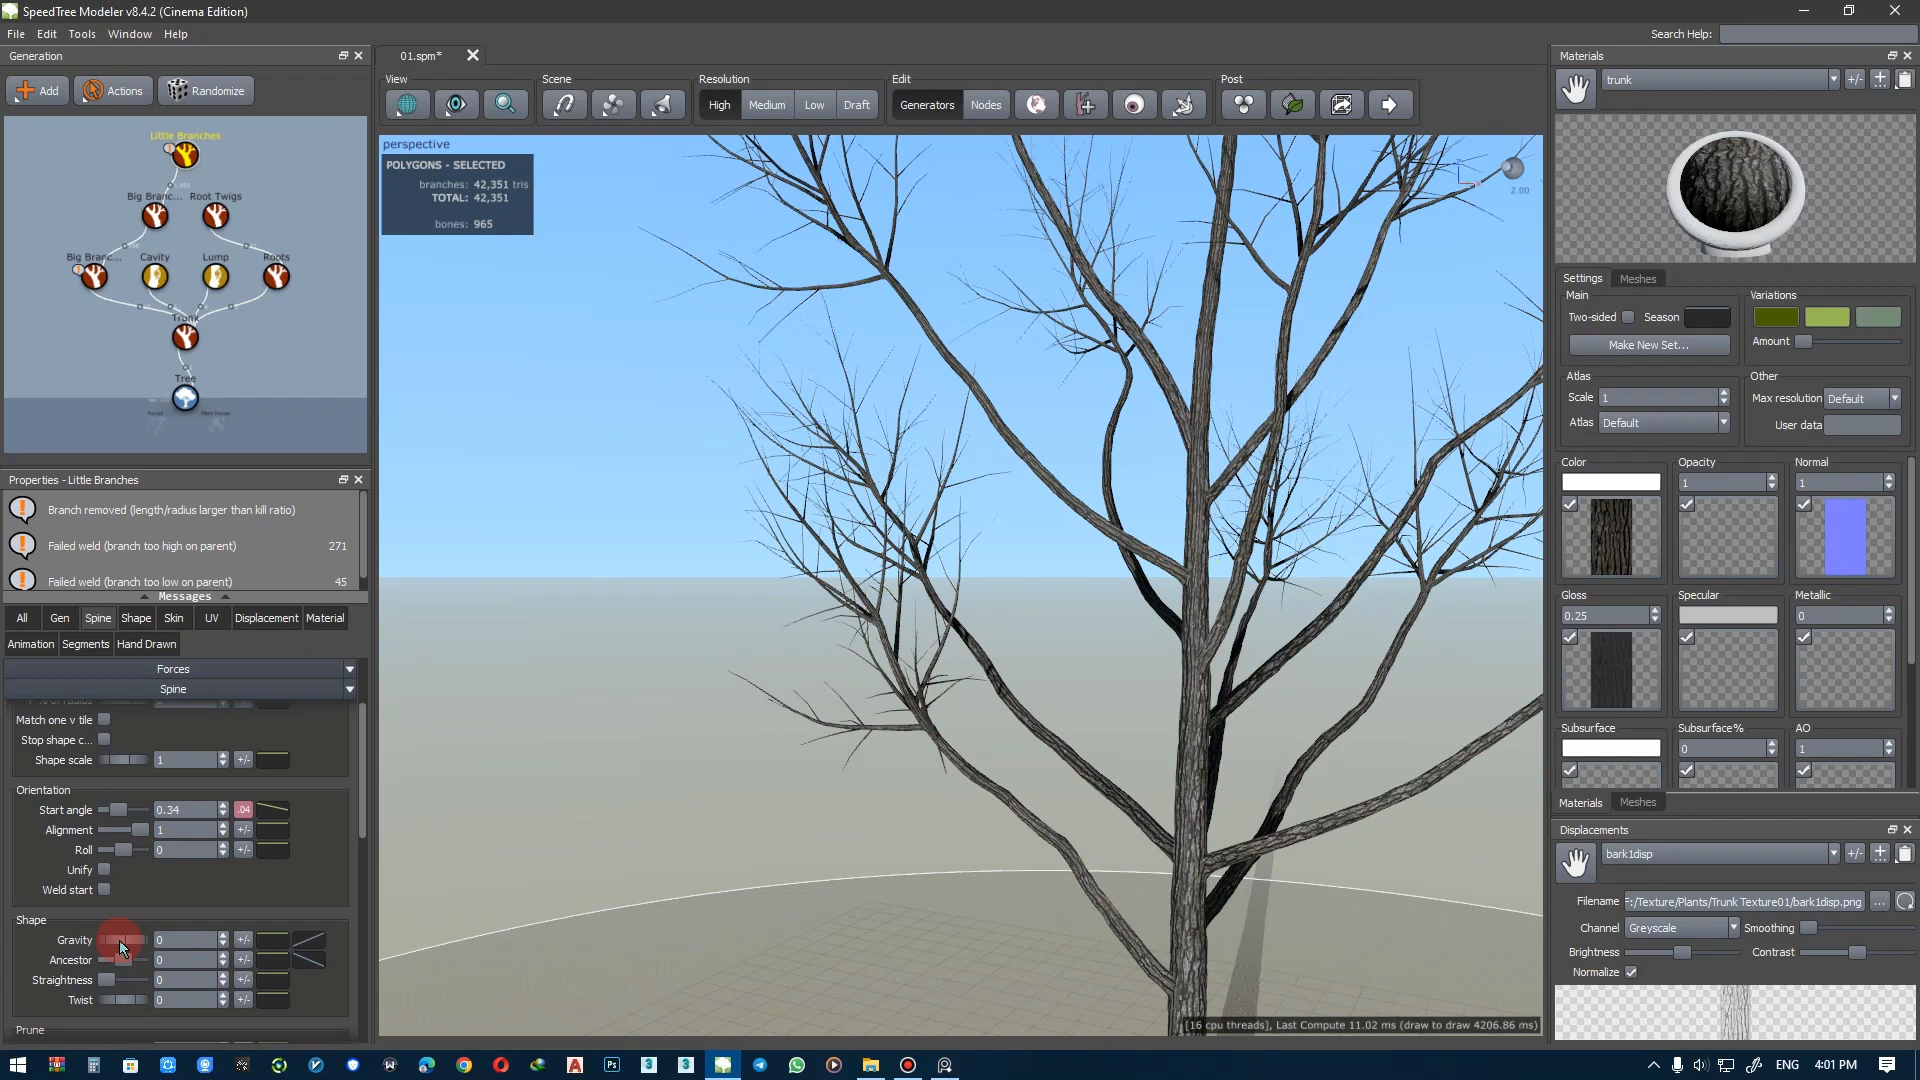 SpeedTree Modeler v8.4.2 (Cinema Edition)
File Edit Tools Window Help
Search Help:
Generation
Add Actions Randomize
Little Branches
Big Branc... Root Twigs
Big Branc... Cavity Lump Roots
Trunk
Tree
Properties - Little Branches
Branch removed (length/radius larger than kill ratio)
Failed weld (branch too high on parent) 271
Failed weld (branch too low on parent) 45
Messages
All Gen Spine Shape Skin UV Displacement Material
Animation Segments Hand Drawn
Forces
Spine
Match one v tile
Stop shape c...
Shape scale 1 +/-
Orientation
Start angle 0.34 .04
Alignment 1 +/-
Roll 0 +/-
Unify
Weld start
Shape
Gravity 0 +/-
Ancestor 0 +/-
Straightness 0 +/-
Twist 0 +/-
Prune
01.spm*
View Scene Resolution Edit Post
High Medium Low Draft Generators Nodes
perspective
POLYGONS - SELECTED
branches: 42,351 tris
TOTAL: 42,351
bones: 965
2.00
[16 cpu threads], Last Compute 11.02 ms (draw to draw 4206.86 ms)
Materials
trunk +/-
Settings Meshes
Main Variations
Two-sided Season
Make New Set... Amount
Atlas Other
Scale 1 Max resolution Default
Atlas Default User data
Color Opacity Normal
1 1
Gloss Specular Metallic
0.25 0
Subsurface Subsurface% AO
0 1
Materials Meshes
Displacements
bark1disp +/-
Filename F:/Texture/Plants/Trunk Texture01/bark1disp.png ...
Channel Greyscale Smoothing
Brightness Contrast
Normalize
ENG 4:01 PM